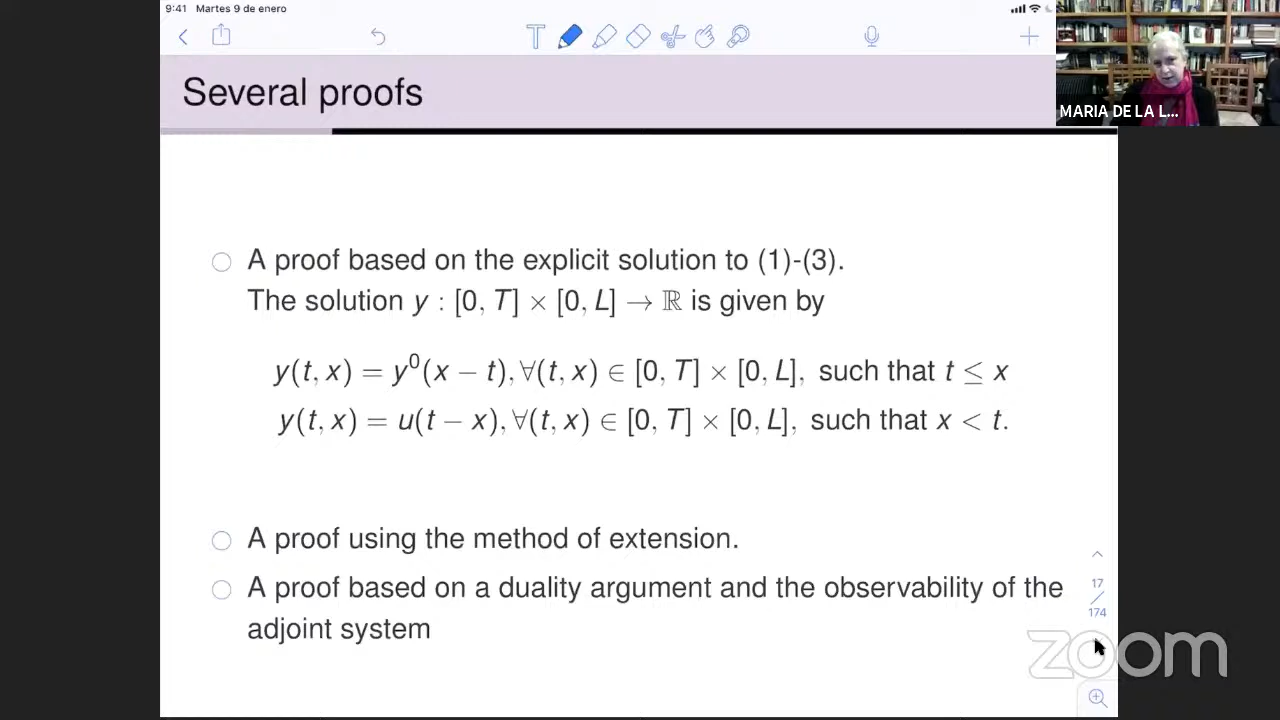 9:41 Martes 9 de enero
Several proofs
MARIA DE LA L...
A proof based on the explicit solution to (1)-(3).
The solution y : [0, T] × [0, L] → ℝ is given by
y(t, x) = y⁰(x − t), ∀(t, x) ∈ [0, T] × [0, L], such that t ≤ x
y(t, x) = u(t − x), ∀(t, x) ∈ [0, T] × [0, L], such that x < t.
A proof using the method of extension.
A proof based on a duality argument and the observability of the
adjoint system
17
/
174
zoom